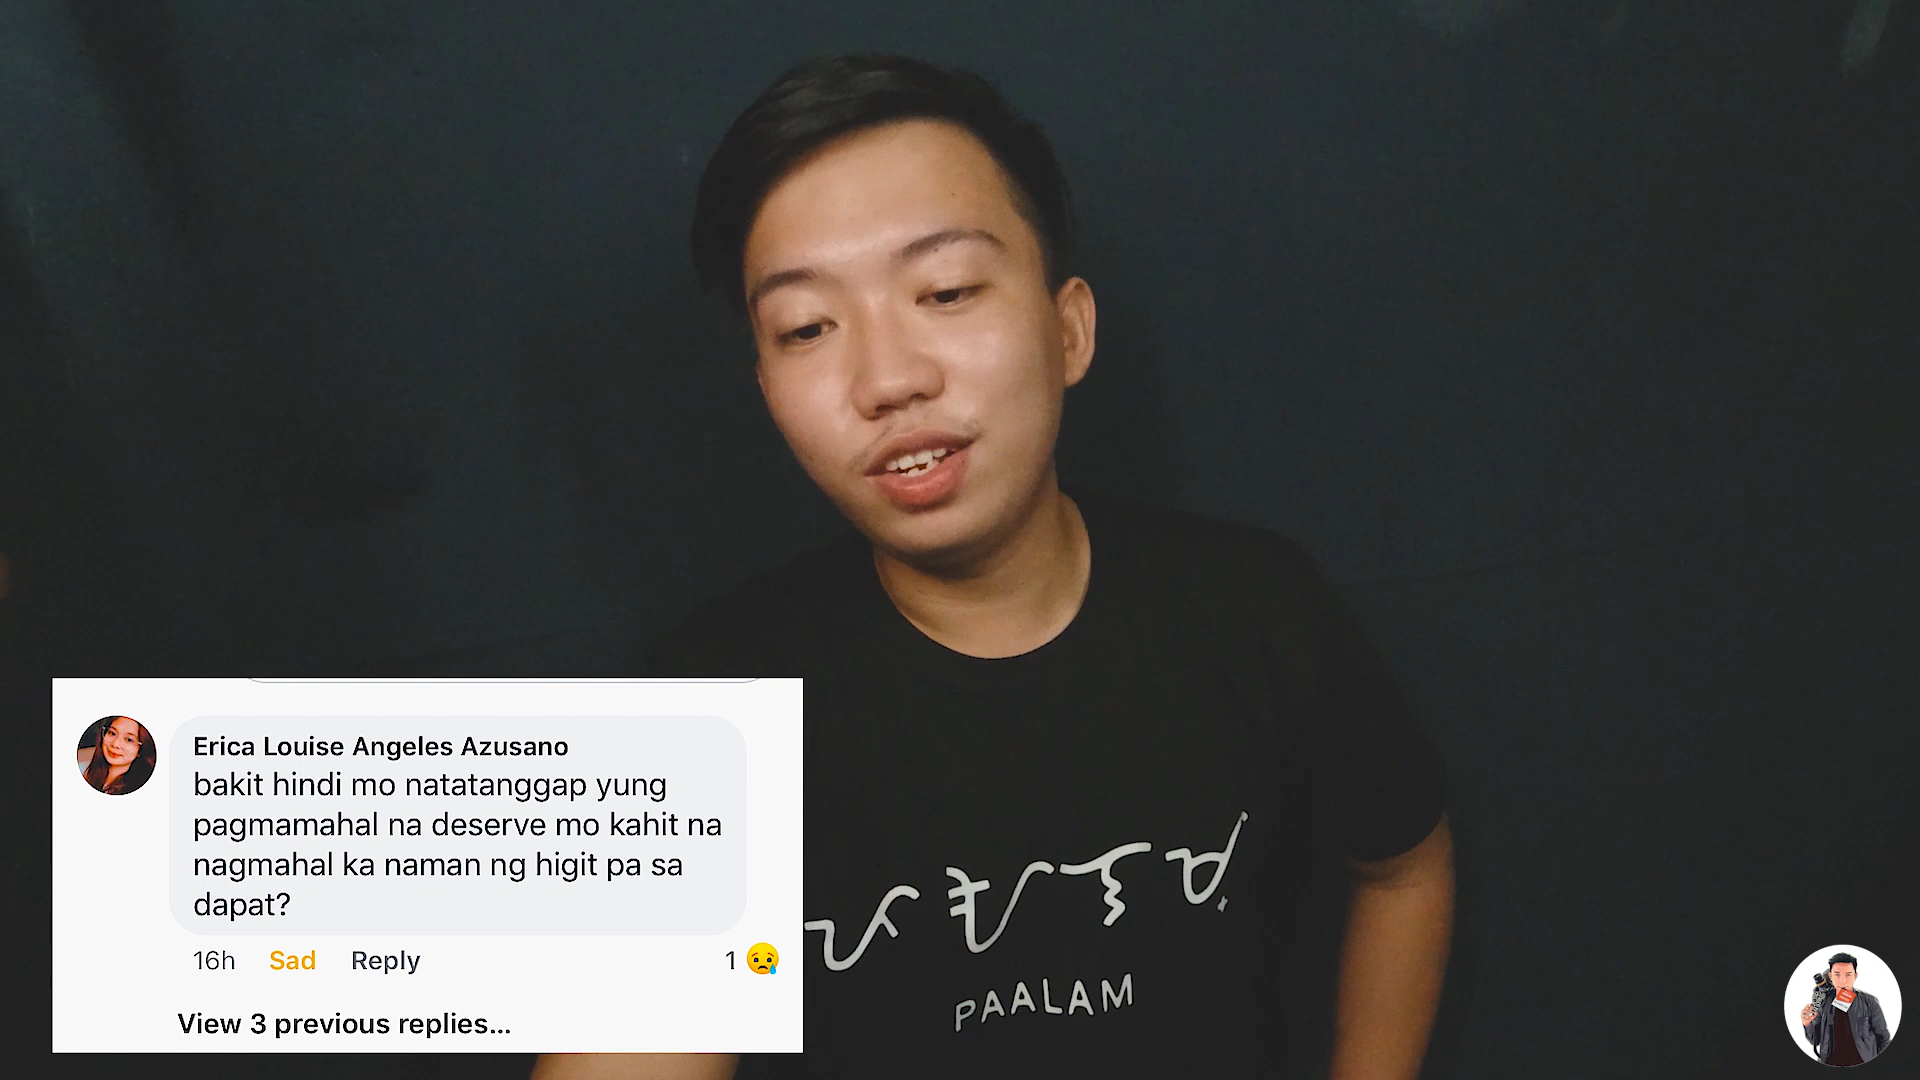 Erica Louise Angeles Azusano
bakit hindi mo natatanggap yung
pagmamahal na deserve mo kahit na
nagmahal ka naman ng higit pa sa
dapat?
16h Sad Reply 1 😢
View 3 previous replies...
ᜉᜀᜎᜋ᜔
PAALAM